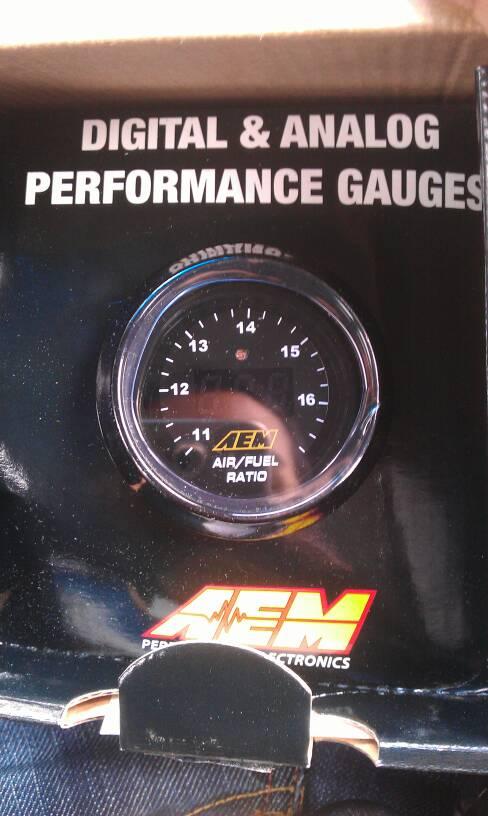 DIGITAL & ANALOG
PERFORMANCE GAUGES
14
13
15
12
16
11
AEM
AIR/FUEL
RATIO
AEM